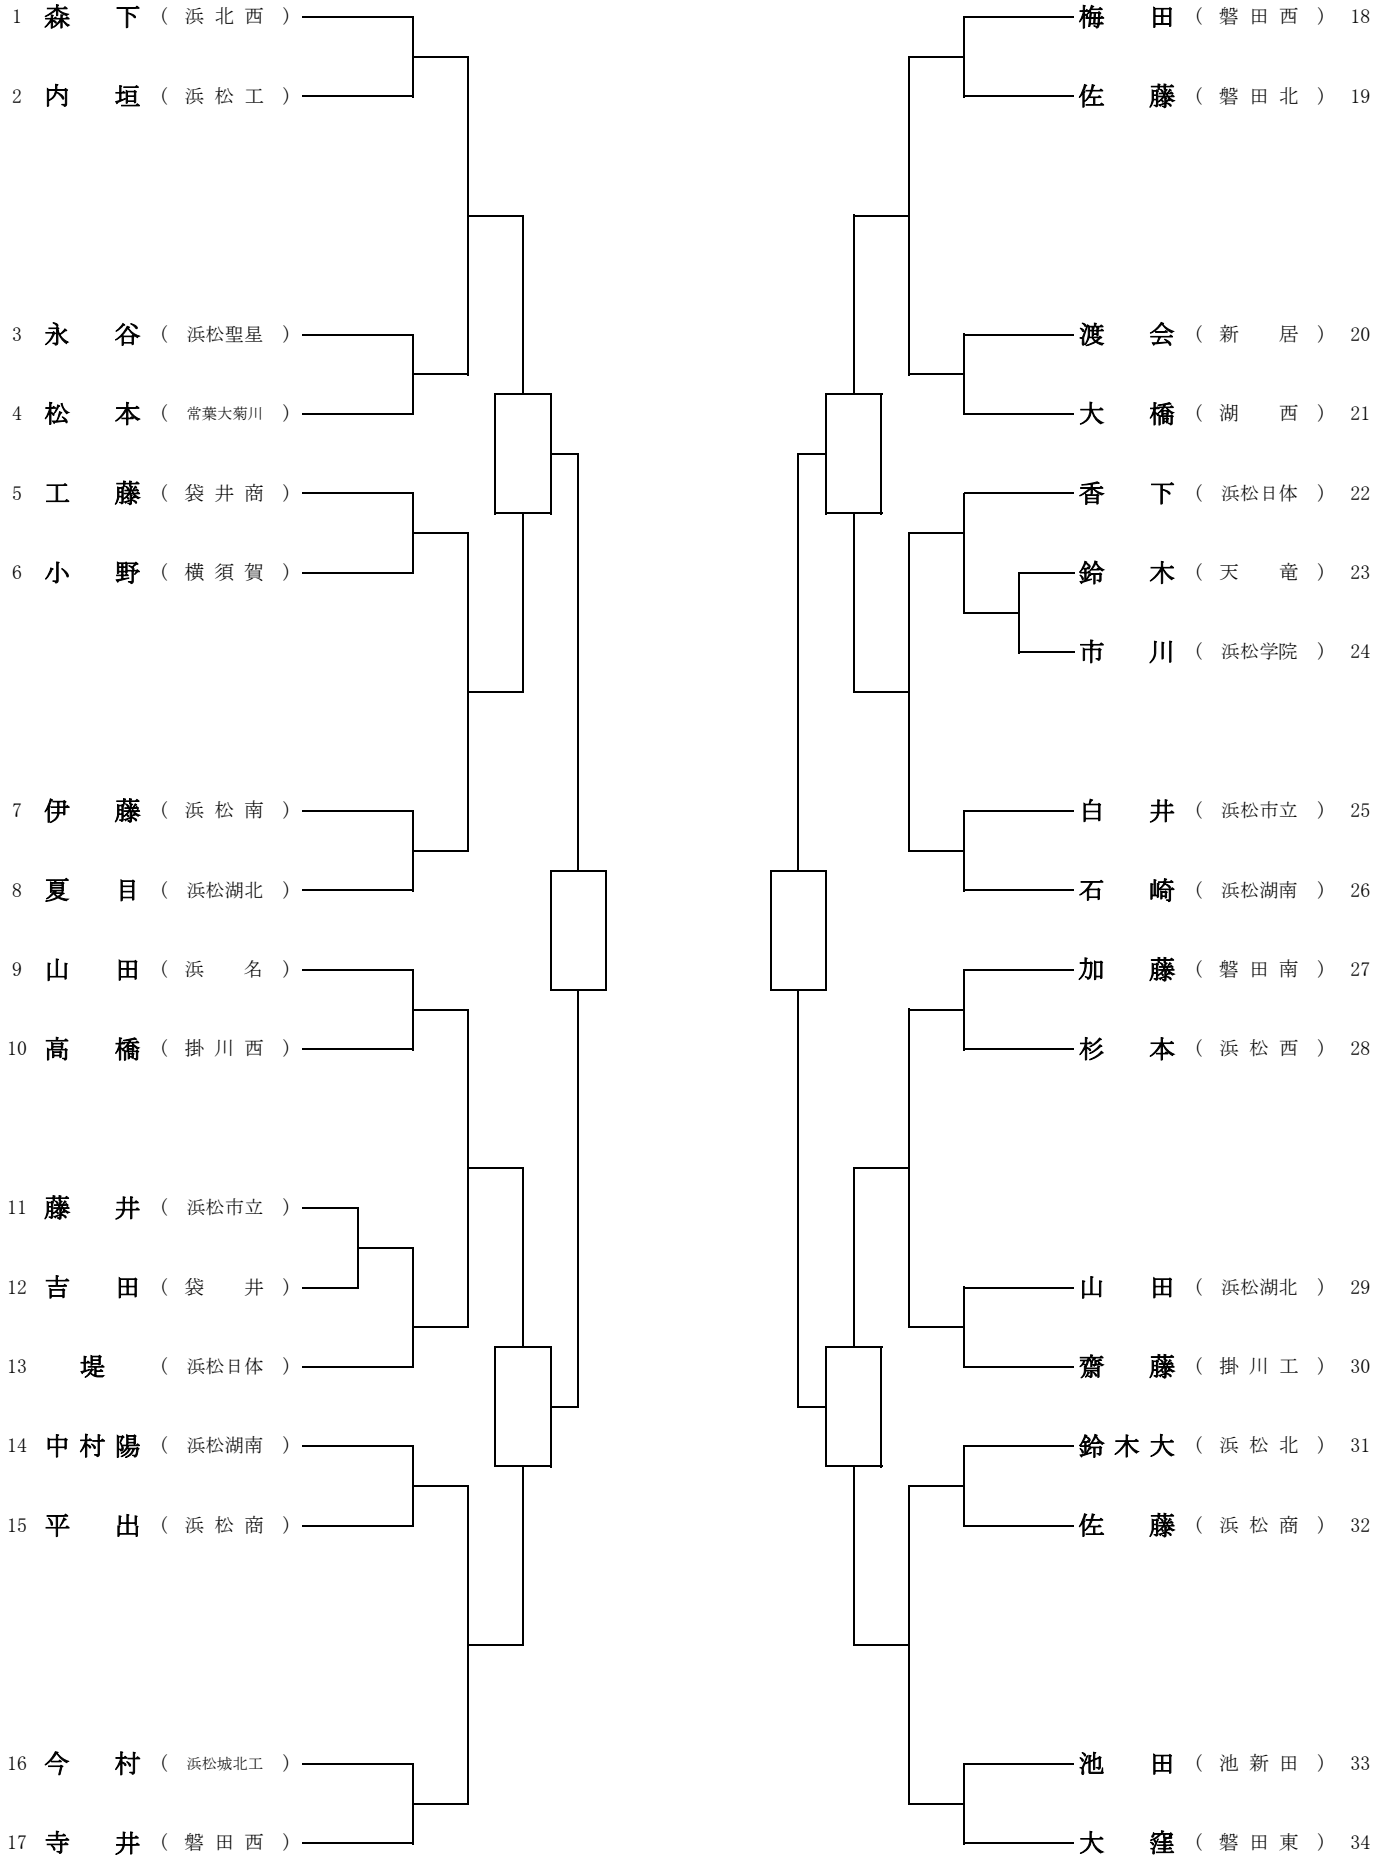 1 森下 （浜北西）
2 内垣 （浜松工）
3 永谷 （浜松聖星）
4 松本 （常葉大菊川）
5 工藤 （袋井商）
6 小野 （横須賀）
7 伊藤 （浜松南）
8 夏目 （浜松湖北）
9 山田 （浜名）
10 髙橋 （掛川西）
11 藤井 （浜松市立）
12 吉田 （袋井）
13 堤 （浜松日体）
14 中村陽 （浜松湖南）
15 平出 （浜松商）
16 今村 （浜松城北工）
17 寺井 （磐田西）
梅田 （磐田西） 18
佐藤 （磐田北） 19
渡会 （新居） 20
大橋 （湖西） 21
香下 （浜松日体） 22
鈴木 （天竜） 23
市川 （浜松学院） 24
白井 （浜松市立） 25
石崎 （浜松湖南） 26
加藤 （磐田南） 27
杉本 （浜松西） 28
山田 （浜松湖北） 29
齋藤 （掛川工） 30
鈴木大 （浜松北） 31
佐藤 （浜松商） 32
池田 （池新田） 33
大窪 （磐田東） 34